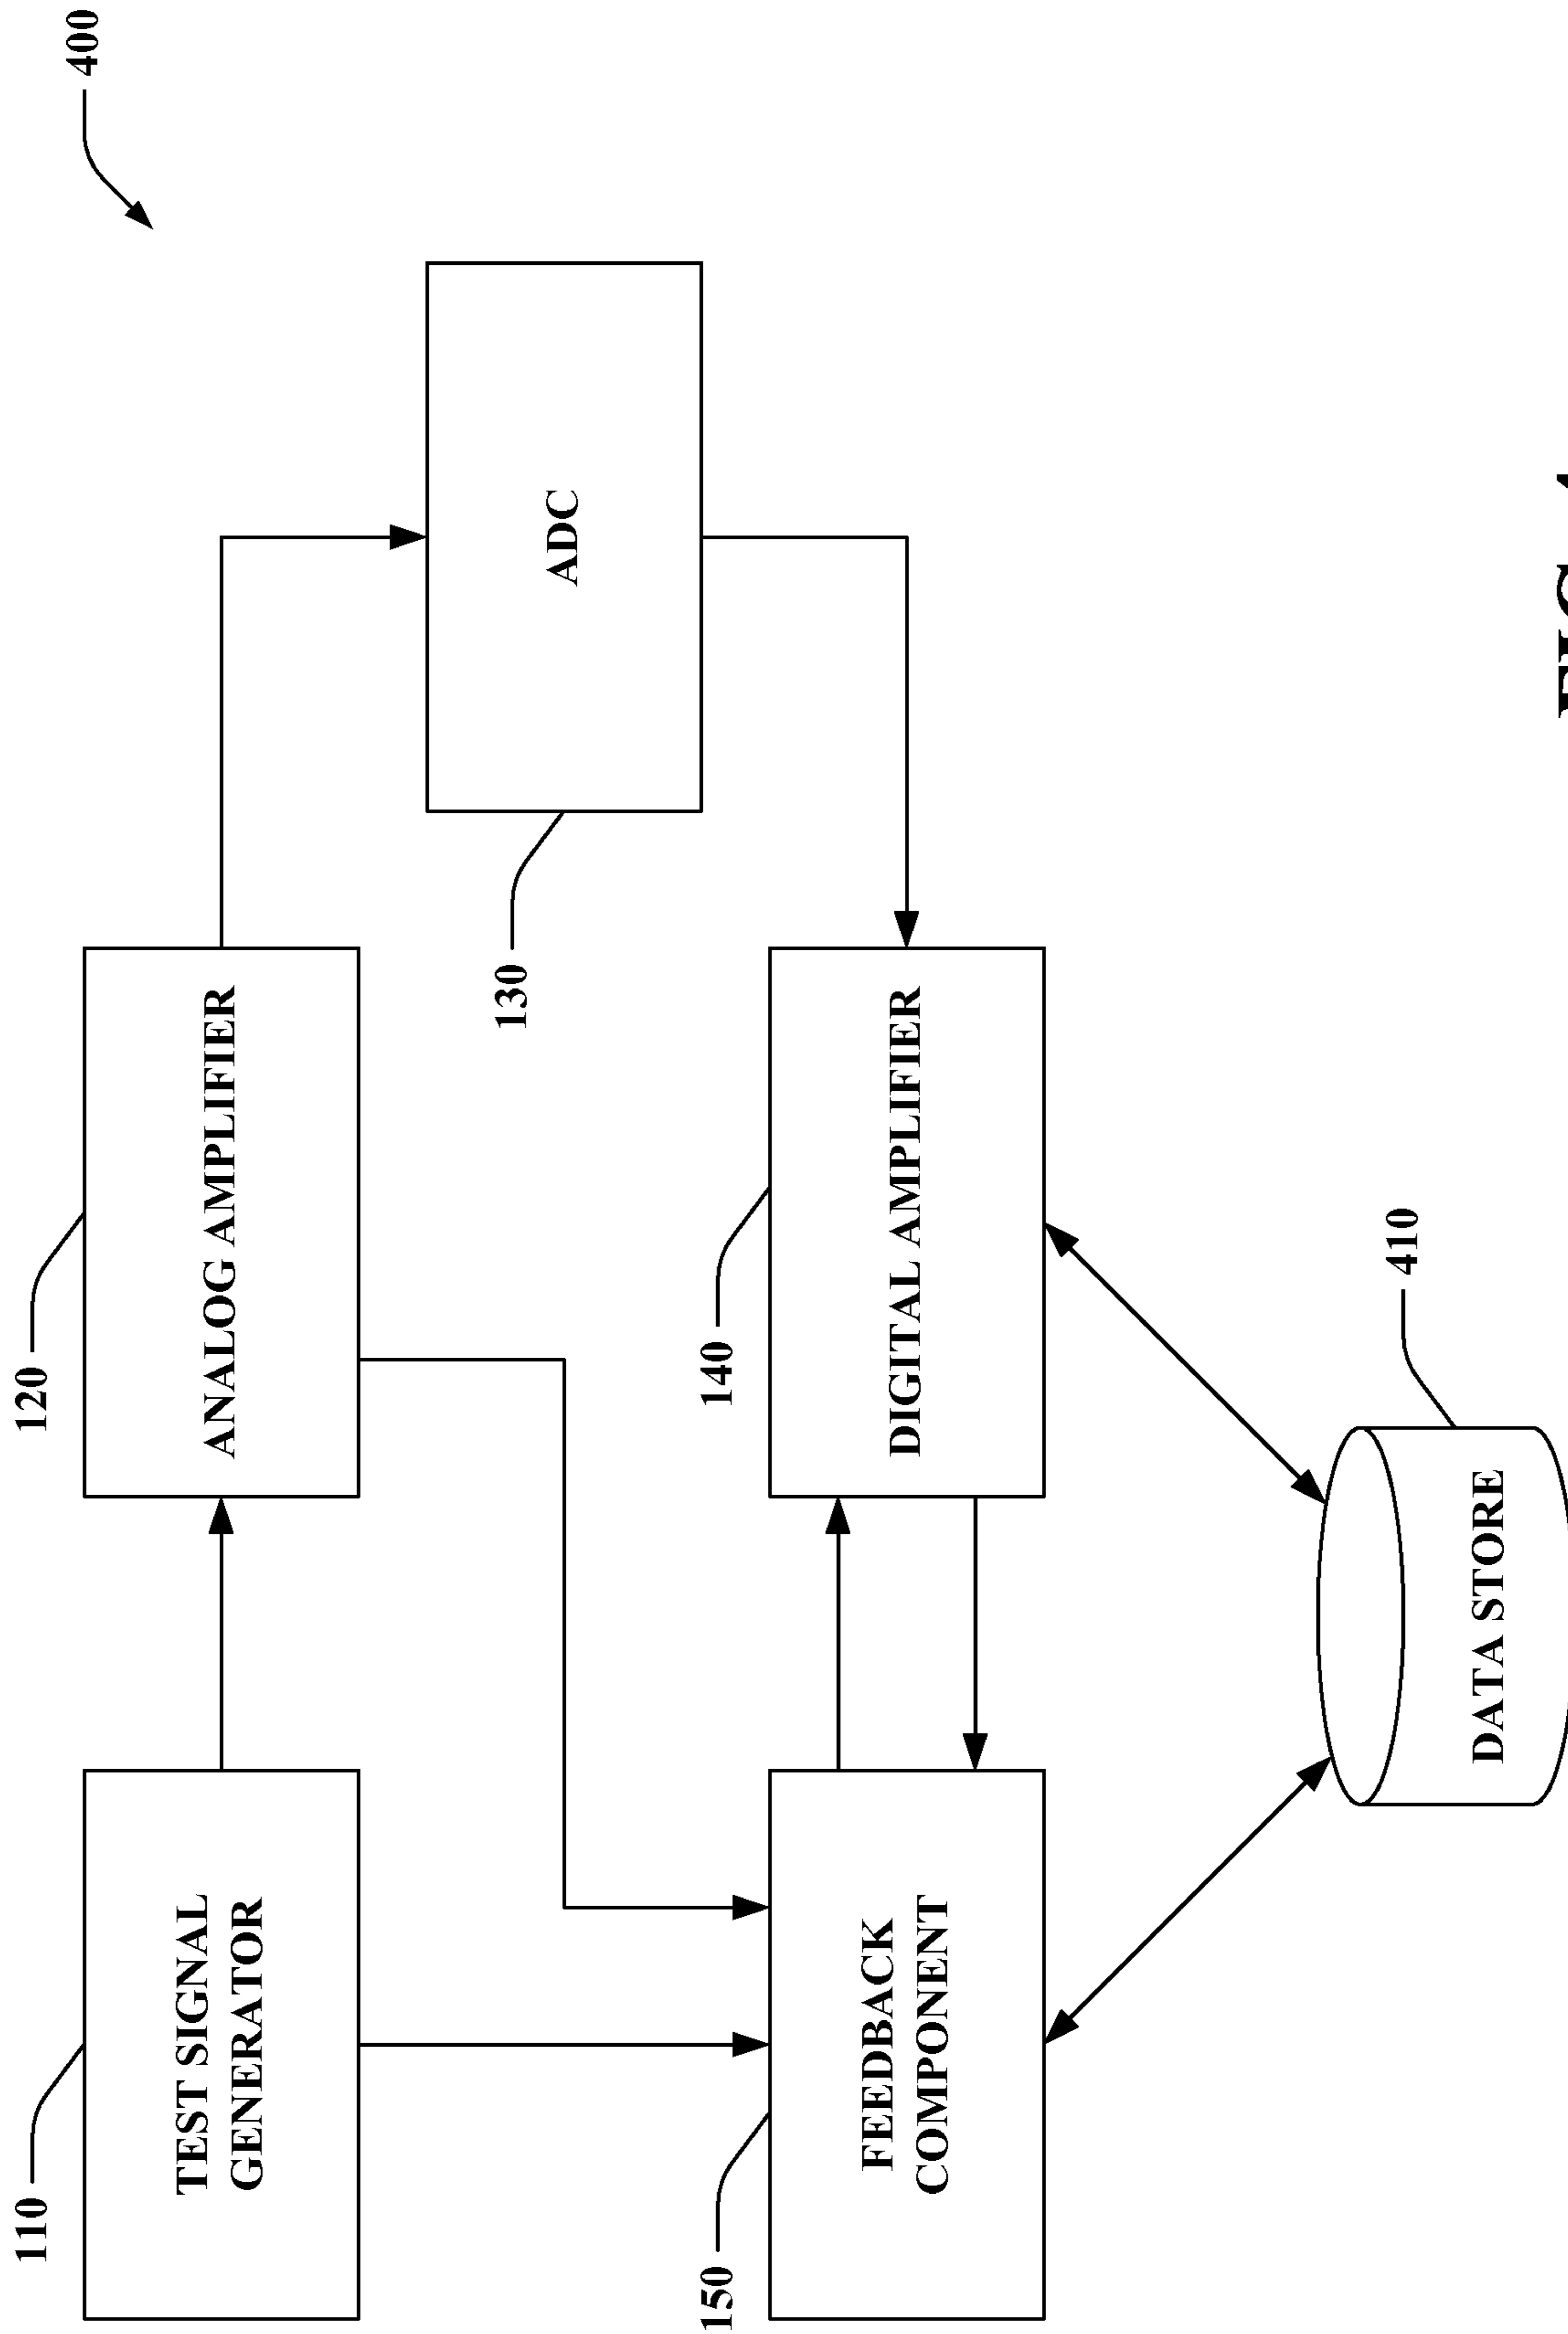 400
110
TEST SIGNAL
GENERATOR
120
ANALOG AMPLIFIER
130
ADC
150
FEEDBACK
COMPONENT
140
DIGITAL AMPLIFIER
410
DATA STORE